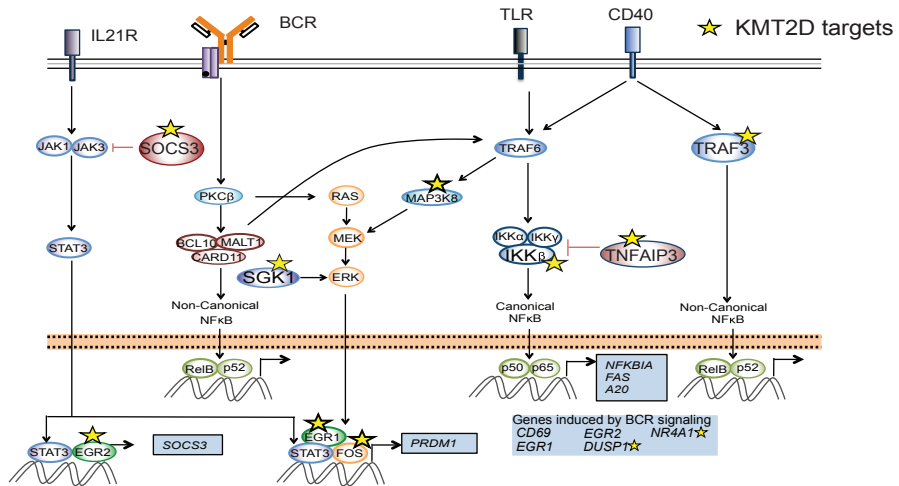 IL21R
BCR
TLR
CD40
KMT2D targets
JAK1 JAK3
SOCS3
TRAF6
TRAF3
PKCβ
RAS
MAP3K8
STAT3
BCL10 MALT1
CARD11
MEK
IKKα IKKγ
IKKβ
TNFAIP3
SGK1
ERK
Non-Canonical
NFκB
Canonical
NFκB
Non-Canonical
NFκB
RelB p52
p50 p65
NFKBIA
FAS
A20
RelB p52
STAT3 EGR2
SOCS3
EGR1
STAT3 FOS
PRDM1
Genes induced by BCR signaling
CD69 EGR2 NR4A1
EGR1 DUSP1